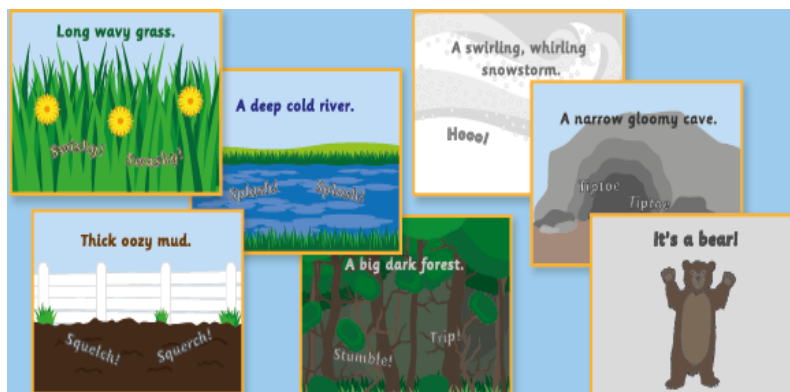 Long wavy grass.
Swishy!
Swashy!
A deep cold river.
Splash!
Splosh!
A swirling, whirling
snowstorm.
Hooo!
A narrow gloomy cave.
Tiptoe
Tiptoe
Thick oozy mud.
Squelch!
Squerch!
A big dark forest.
Stumble!
Trip!
It's a bear!